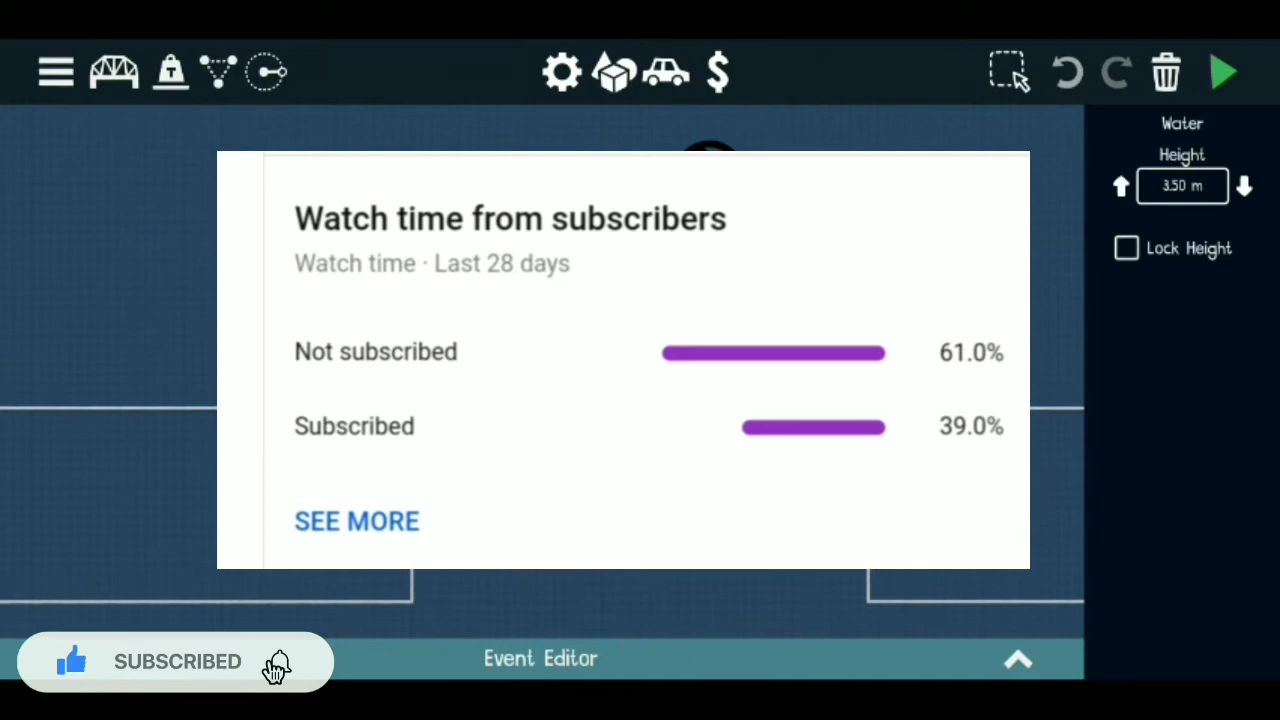 Water
Height
3.50 m
Lock Height
Watch time from subscribers
Watch time · Last 28 days
Not subscribed 61.0%
Subscribed 39.0%
SEE MORE
SUBSCRIBED
Event Editor